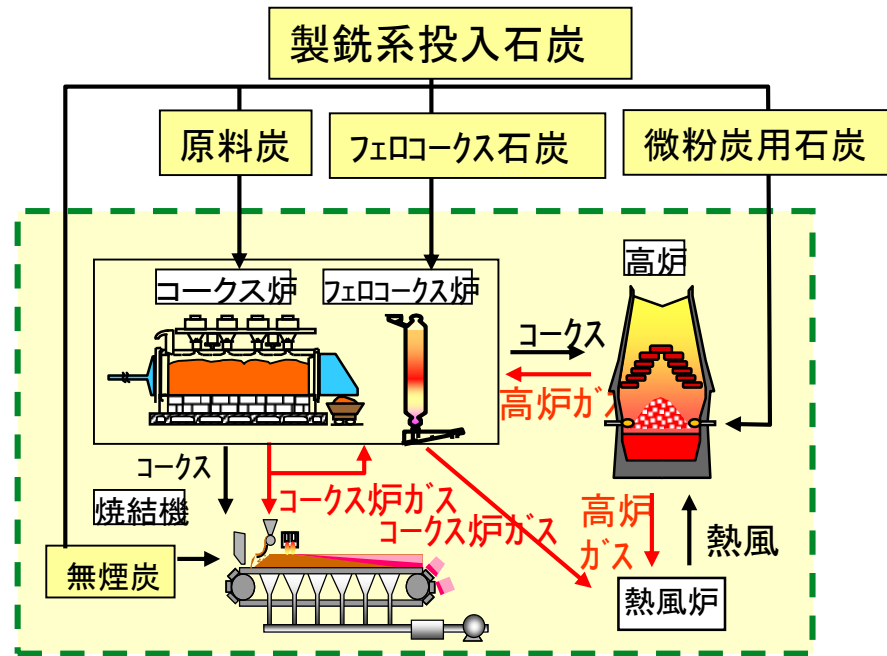 製銑系投入石炭
原料炭
フェロコークス石炭
微粉炭用石炭
高炉
コークス炉
フェロコークス炉
コークス
高炉ガス
コークス
焼結機
コークス炉ガス
コークス炉ガス
高炉
ガス
熱風
無煙炭
熱風炉